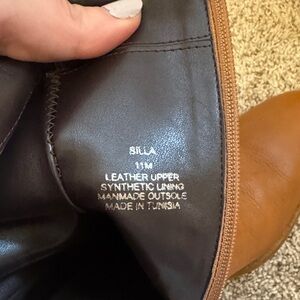 SILLA
11M
LEATHER UPPER
SYNTHETIC LINING
MANMADE OUTSOLE
MADE IN TUNISIA